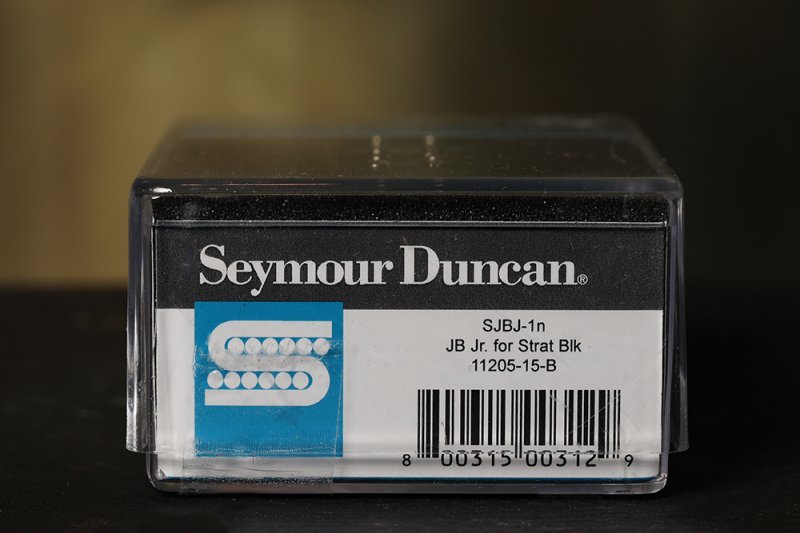 Seymour Duncan®
SJBJ-1n
JB Jr. for Strat Blk
11205-15-B
8 00315 00312 9